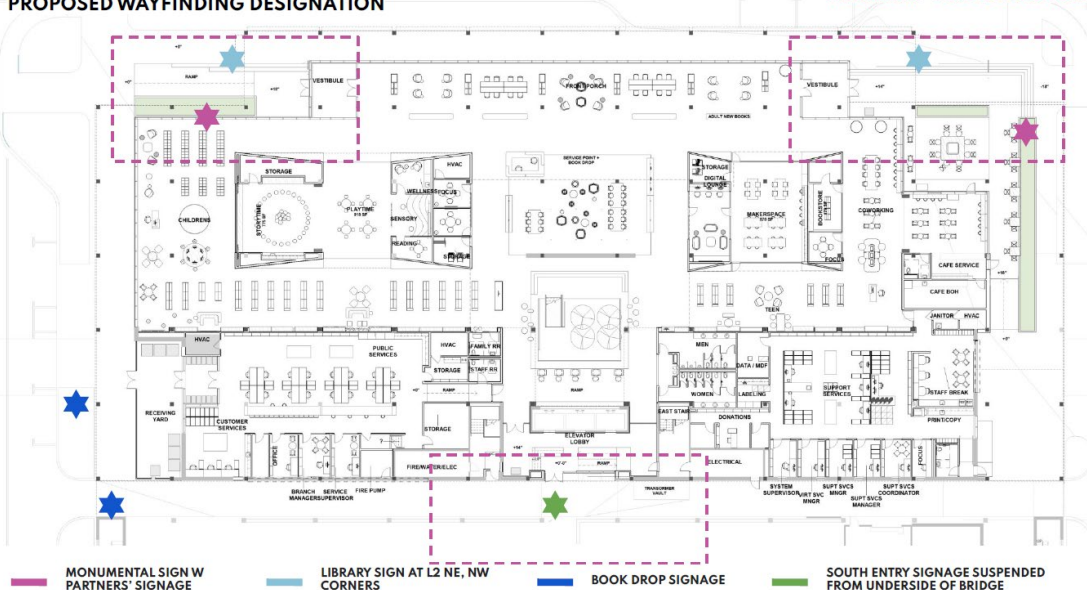 PROPOSED WAYFINDING DESIGNATION
RAMP
VESTIBULE
FRONT PORCH
ADULT NEW BOOKS
VESTIBULE
STORAGE
HVAC
SERVICE POINT +
BOOK DROP
STORAGE
DIGITAL
LOUNGE
WELLNESS
FOCUS
STORYTIME
PLAYTIME
SENSORY
MAKERSPACE
BOOKSTORE
COWORKING
CHILDRENS
READING
FOCUS
CAFE SERVICE
CAFE BOH
TEEN
JANITOR
HVAC
HVAC
PUBLIC
SERVICES
HVAC
FAMILY RR
STORAGE
STAFF RR
MEN
DATA / MDF
WOMEN
LABELING
SUPPORT
SERVICES
STAFF BREAK
RAMP
RECEIVING
YARD
CUSTOMER
SERVICES
STORAGE
EAST STAIR
DONATIONS
PRINT/COPY
ELEVATOR
LOBBY
OFFICE
FIRE/WATER/ELEC
RAMP
ELECTRICAL
FOCUS
BRANCH
MANAGER
SERVICE
SUPERVISOR
FIRE PUMP
TRANSFORMER
VAULT
SYSTEM
SUPERVISOR
VIRT SVC
MNGR
SUPT SVCS
MNGR
SUPT SVCS
MANAGER
SUPT SVCS
COORDINATOR
MONUMENTAL SIGN W
PARTNERS' SIGNAGE
LIBRARY SIGN AT L2 NE, NW
CORNERS
BOOK DROP SIGNAGE
SOUTH ENTRY SIGNAGE SUSPENDED
FROM UNDERSIDE OF BRIDGE